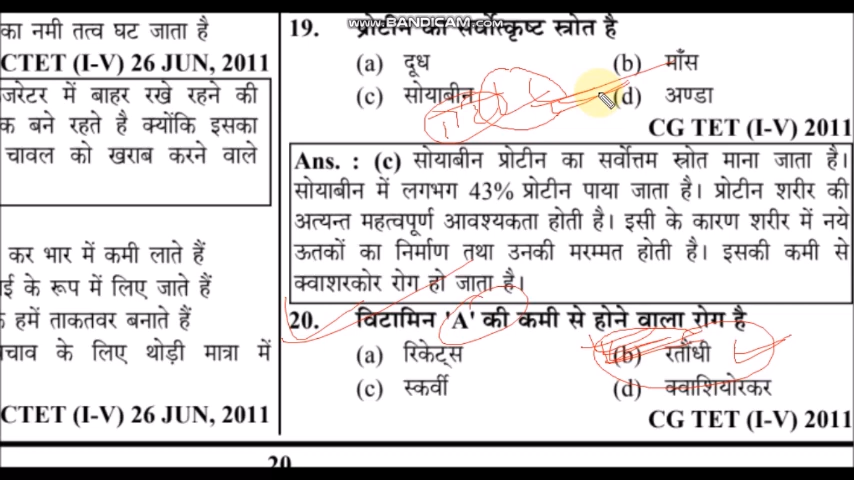 www.BANDICAM.com
का नमी तत्व घट जाता है
CTET (I-V) 26 JUN, 2011
जरेटर में बाहर रखे रहने की
क बने रहते है क्योंकि इसका
चावल को खराब करने वाले
कर भार में कमी लाते हैं
ई के रूप में लिए जाते हैं
हमें ताकतवर बनाते हैं
चाव के लिए थोड़ी मात्रा में
CTET (I-V) 26 JUN, 2011
19. प्रोटीन का सर्वोत्कृष्ट स्रोत है
(a) दूध (b) माँस
(c) सोयाबीन (d) अण्डा
CG TET (I-V) 2011
Ans. : (c) सोयाबीन प्रोटीन का सर्वोत्तम स्रोत माना जाता है।
सोयाबीन में लगभग 43% प्रोटीन पाया जाता है। प्रोटीन शरीर की
अत्यन्त महत्वपूर्ण आवश्यकता होती है। इसी के कारण शरीर में नये
ऊतकों का निर्माण तथा उनकी मरम्मत होती है। इसकी कमी से
क्वाशरकोर रोग हो जाता है।
20. विटामिन 'A' की कमी से होने वाला रोग है
(a) रिकेट्स (b) रतौंधी
(c) स्कर्वी (d) क्वाशियोरकर
CG TET (I-V) 2011
20